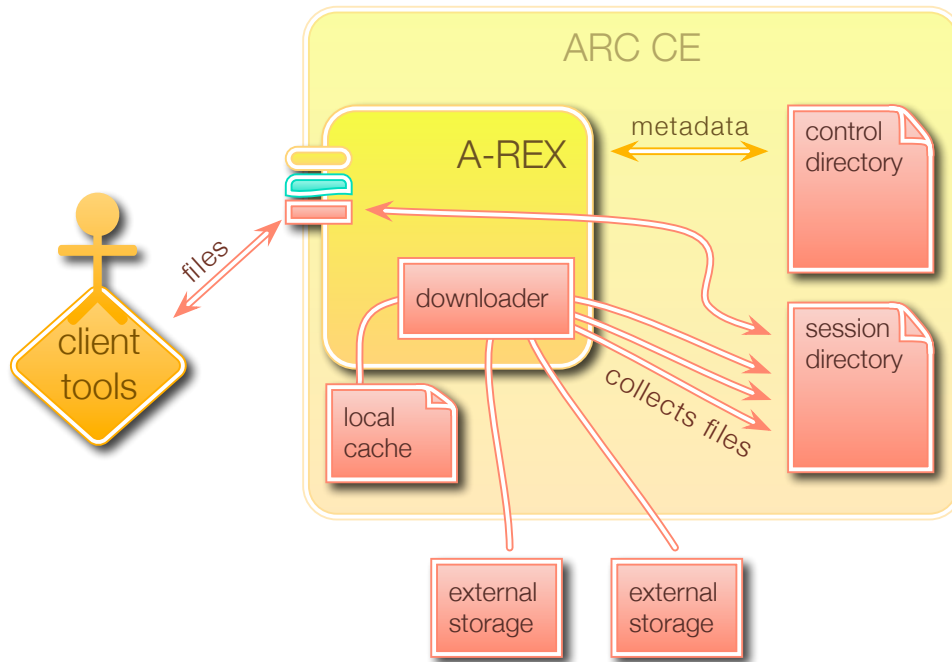 ARC CE
A-REX
metadata
control
directory
files
downloader
client
tools
session
directory
collects files
local
cache
external
storage
external
storage